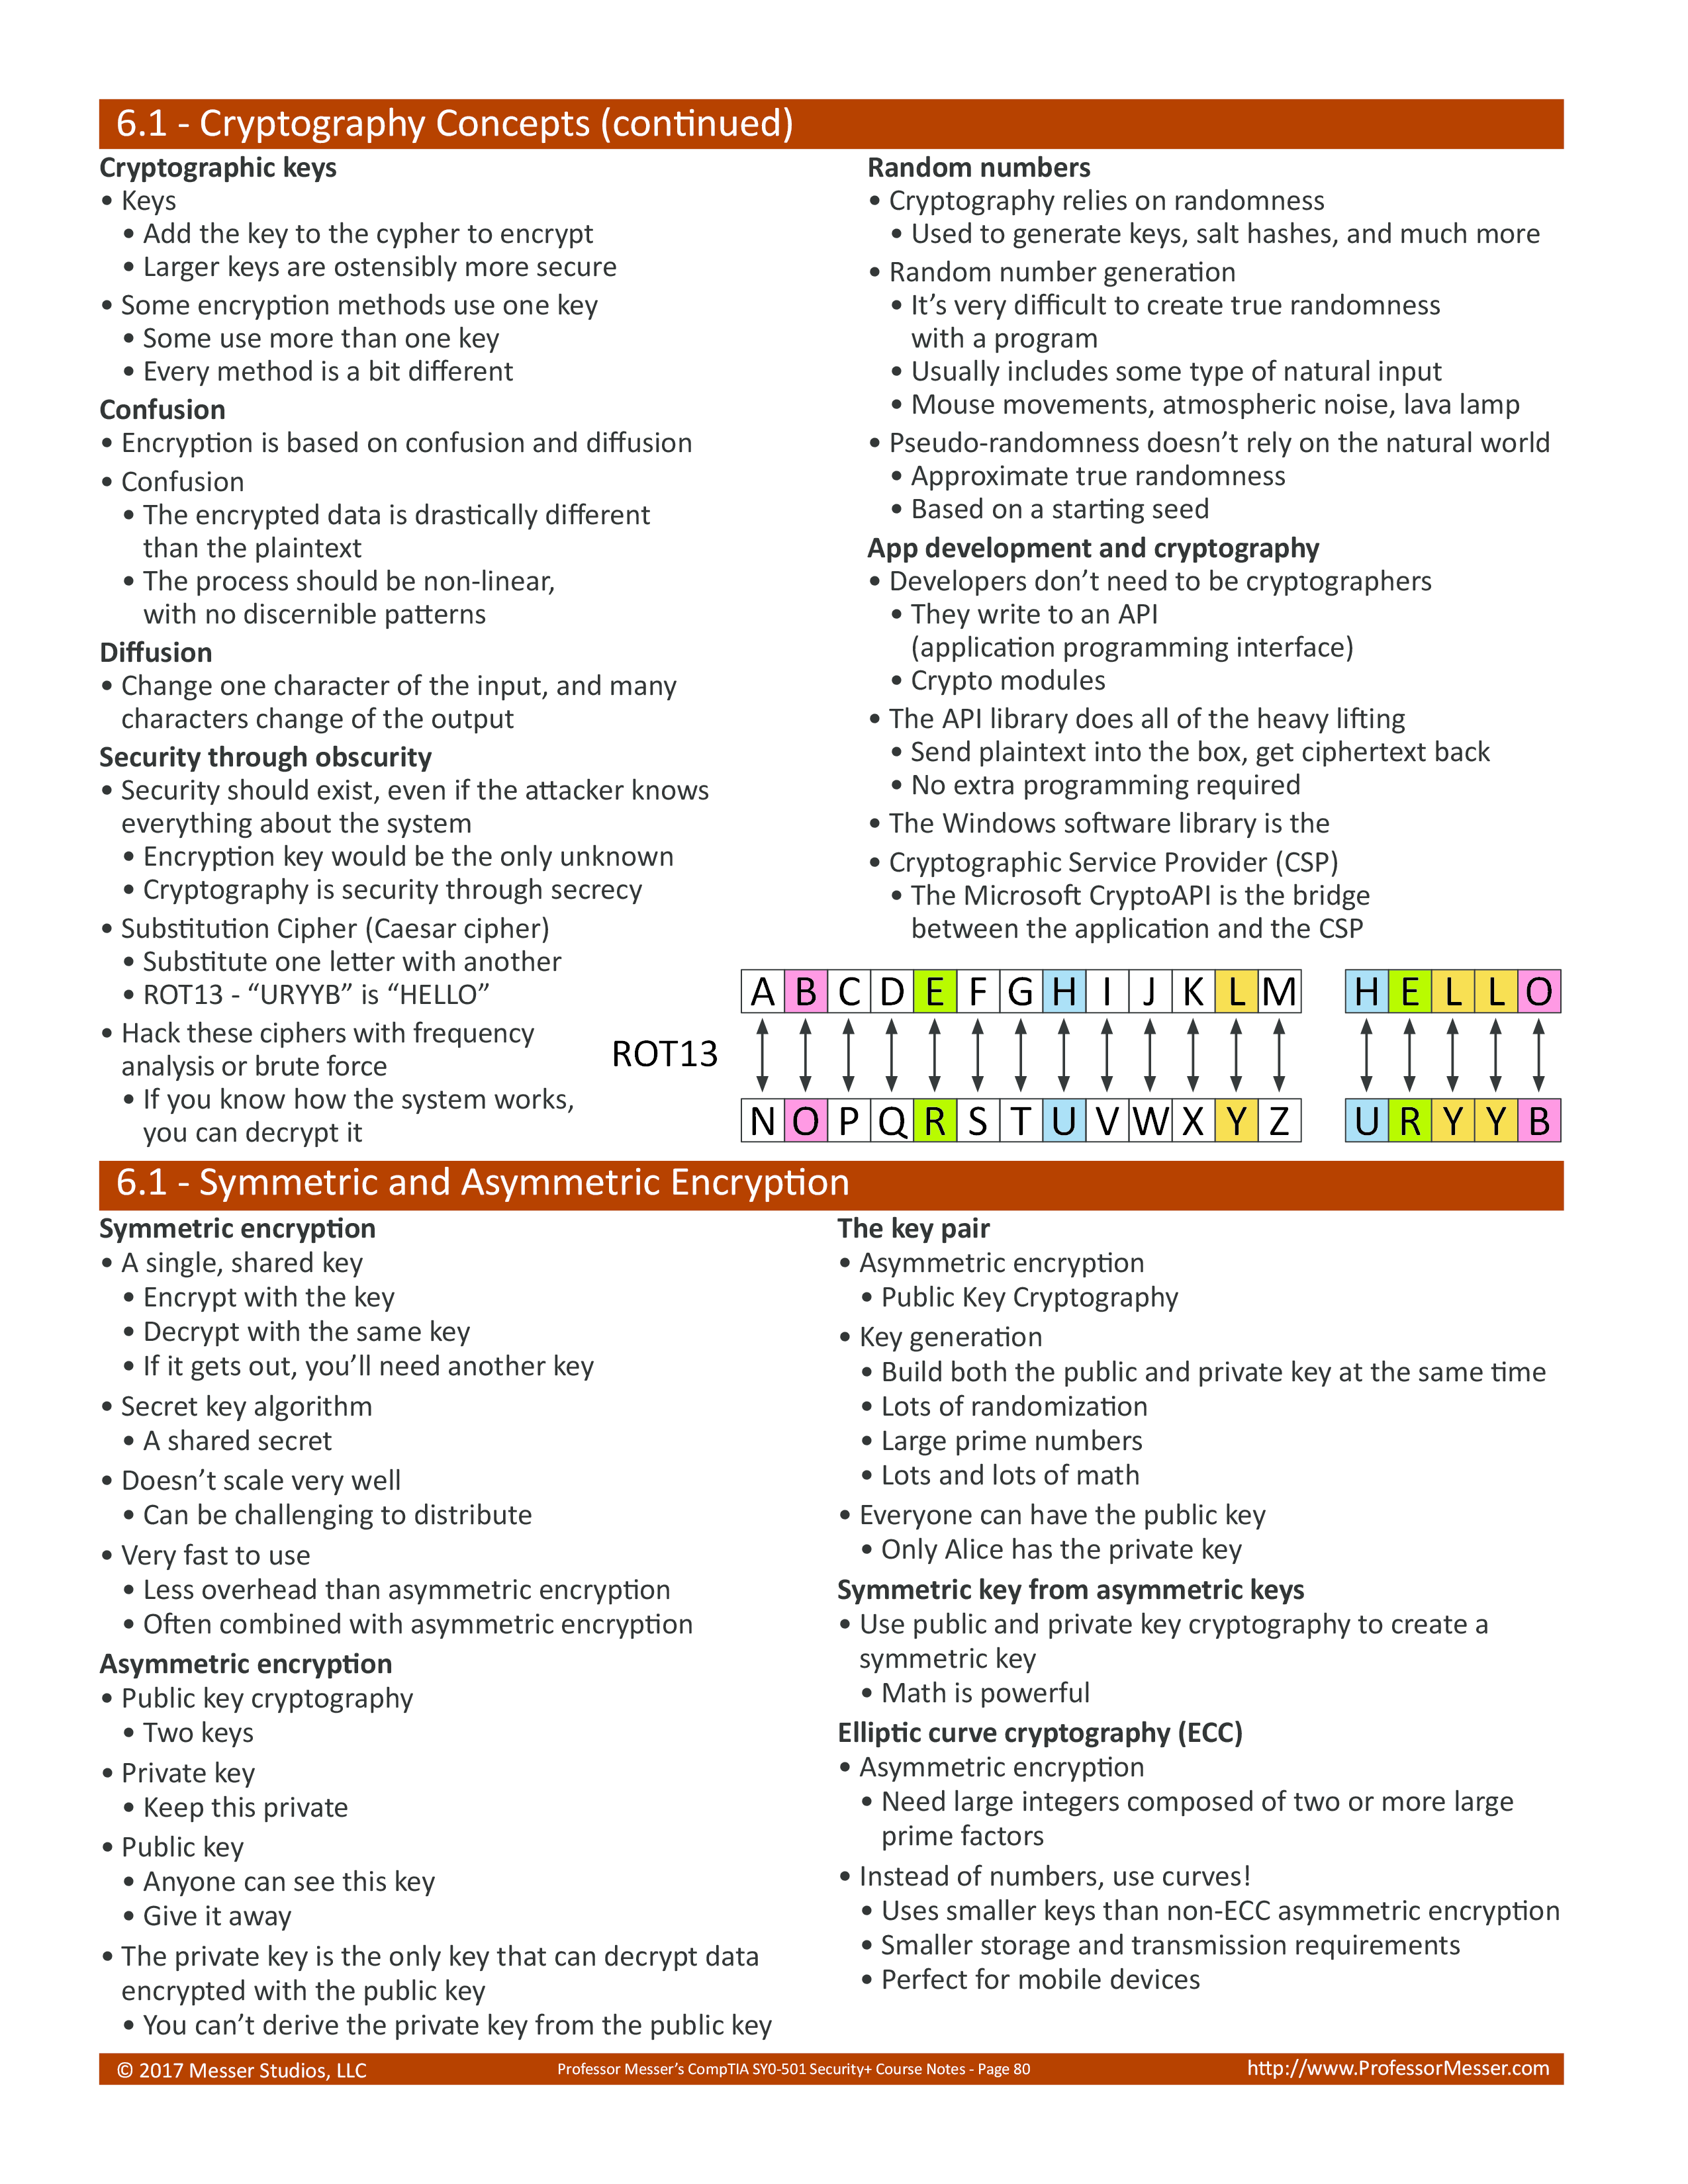 6.1 - Cryptography Concepts (continued)
Cryptographic keys
• Keys
• Add the key to the cypher to encrypt
• Larger keys are ostensibly more secure
• Some encryption methods use one key
• Some use more than one key
• Every method is a bit different
Confusion
• Encryption is based on confusion and diffusion
• Confusion
• The encrypted data is drastically different
than the plaintext
• The process should be non-linear,
with no discernible patterns
Diffusion
• Change one character of the input, and many
characters change of the output
Security through obscurity
• Security should exist, even if the attacker knows
everything about the system
• Encryption key would be the only unknown
• Cryptography is security through secrecy
• Substitution Cipher (Caesar cipher)
• Substitute one letter with another
• ROT13 - “URYYB” is “HELLO”
• Hack these ciphers with frequency
analysis or brute force
• If you know how the system works,
you can decrypt it
Random numbers
• Cryptography relies on randomness
• Used to generate keys, salt hashes, and much more
• Random number generation
• It’s very difficult to create true randomness
with a program
• Usually includes some type of natural input
• Mouse movements, atmospheric noise, lava lamp
• Pseudo-randomness doesn’t rely on the natural world
• Approximate true randomness
• Based on a starting seed
App development and cryptography
• Developers don’t need to be cryptographers
• They write to an API
(application programming interface)
• Crypto modules
• The API library does all of the heavy lifting
• Send plaintext into the box, get ciphertext back
• No extra programming required
• The Windows software library is the
• Cryptographic Service Provider (CSP)
• The Microsoft CryptoAPI is the bridge
between the application and the CSP
A B C D E F G H I J K L M H E L L O
ROT13
N O P Q R S T U V W X Y Z U R Y Y B
6.1 - Symmetric and Asymmetric Encryption
Symmetric encryption
• A single, shared key
• Encrypt with the key
• Decrypt with the same key
• If it gets out, you’ll need another key
• Secret key algorithm
• A shared secret
• Doesn’t scale very well
• Can be challenging to distribute
• Very fast to use
• Less overhead than asymmetric encryption
• Often combined with asymmetric encryption
Asymmetric encryption
• Public key cryptography
• Two keys
• Private key
• Keep this private
• Public key
• Anyone can see this key
• Give it away
• The private key is the only key that can decrypt data
encrypted with the public key
• You can’t derive the private key from the public key
The key pair
• Asymmetric encryption
• Public Key Cryptography
• Key generation
• Build both the public and private key at the same time
• Lots of randomization
• Large prime numbers
• Lots and lots of math
• Everyone can have the public key
• Only Alice has the private key
Symmetric key from asymmetric keys
• Use public and private key cryptography to create a
symmetric key
• Math is powerful
Elliptic curve cryptography (ECC)
• Asymmetric encryption
• Need large integers composed of two or more large
prime factors
• Instead of numbers, use curves!
• Uses smaller keys than non-ECC asymmetric encryption
• Smaller storage and transmission requirements
• Perfect for mobile devices
© 2017 Messer Studios, LLC
Professor Messer’s CompTIA SY0-501 Security+ Course Notes - Page 80
http://www.ProfessorMesser.com